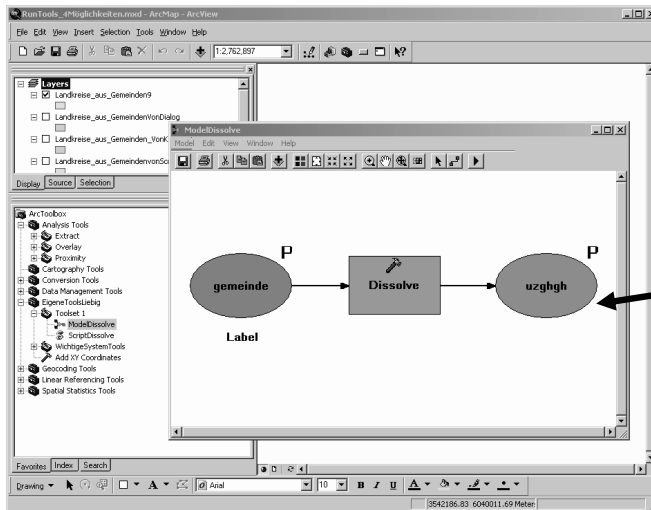 RunTools_4Möglichkeiten.mxd - ArcMap - ArcView
File Edit View Insert Selection Tools Window Help
1:2,762,897
Layers
Landkreise_aus_Gemeinden9
Landkreise_aus_GemeindenVonDialog
Landkreise_aus_Gemeinden_VonK
Landkreise_aus_GemeindenvonScr
Display Source Selection
ArcToolbox
Analysis Tools
Extract
Overlay
Proximity
Cartography Tools
Conversion Tools
Data Management Tools
EigeneToolsLiebig
Toolset 1
ModelDissolve
ScriptDissolve
WichtigeSystemTools
Add XY Coordinates
Geocoding Tools
Linear Referencing Tools
Spatial Statistics Tools
Favorites Index Search
ModelDissolve
Model Edit View Window Help
P
P
gemeinde
Dissolve
uzghgh
Label
Drawing A Arial 10 B I U A
3542186.83 6040011.69 Meter